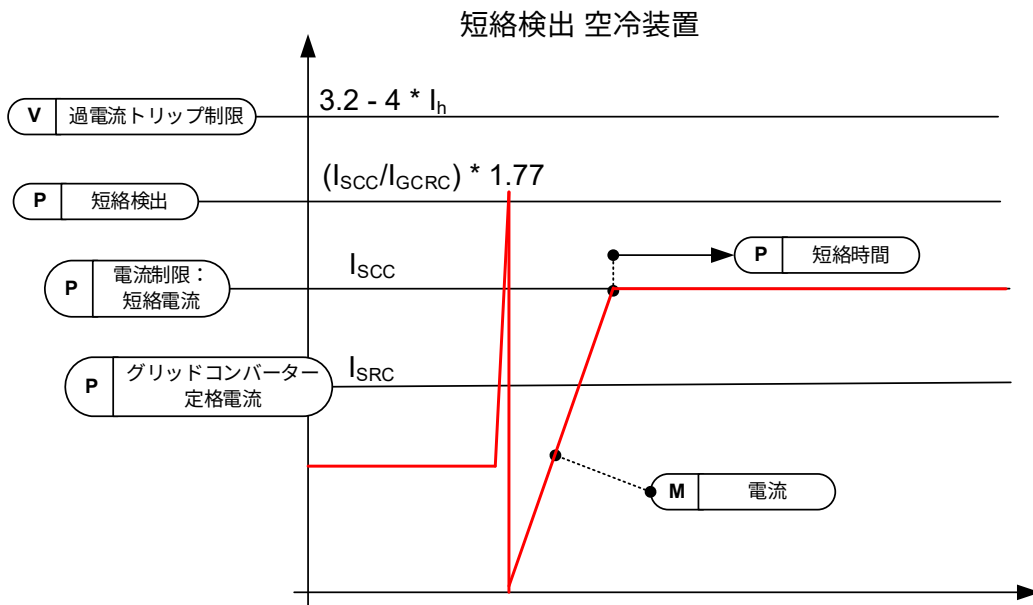 短絡検出 空冷装置
V 過電流トリップ制限
3.2 - 4 * Ih
P 短絡検出
(ISCC/IGCRC) * 1.77
P 電流制限：
短絡電流
ISCC
P 短絡時間
P グリッドコンバーター
定格電流
ISRC
M 電流